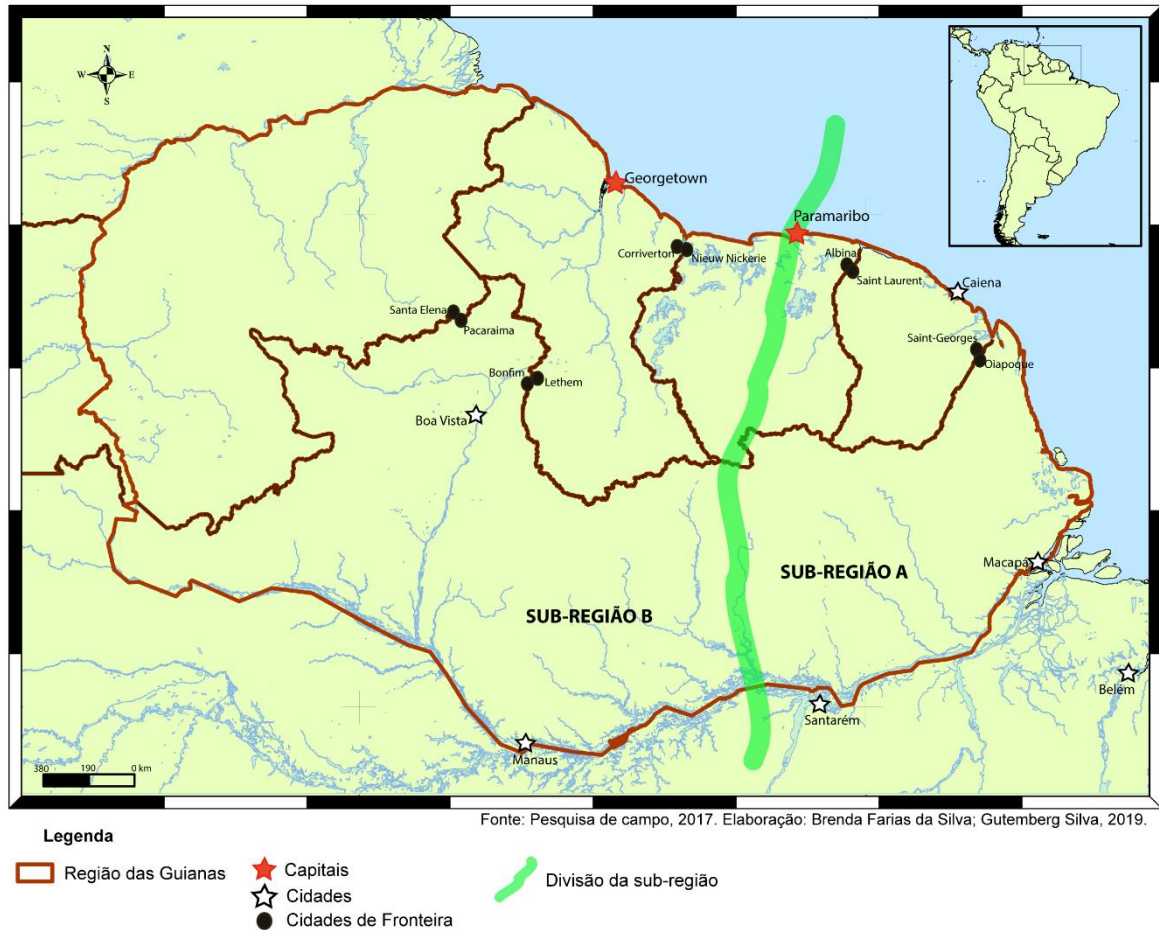 N
W E
S
Georgetown
Paramaribo
Corriverton
Nieuw Nickerie
Albina
Saint Laurent
Caiena
Santa Elena
Pacaraima
Saint-Georges
Oiapoque
Bonfim
Lethem
Boa Vista
Macapá
SUB-REGIÃO A
SUB-REGIÃO B
Belém
Santarém
Manaus
380 190 0 km
Fonte: Pesquisa de campo, 2017. Elaboração: Brenda Farias da Silva; Gutemberg Silva, 2019.
Legenda
Região das Guianas
Capitais
Cidades
Cidades de Fronteira
Divisão da sub-região